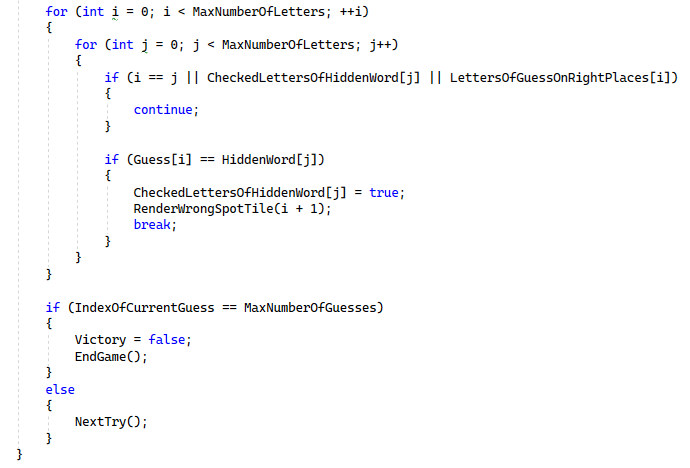 for (int i = 0; i < MaxNumberOfLetters; ++i)
{
for (int j = 0; j < MaxNumberOfLetters; j++)
{
if (i == j || CheckedLettersOfHiddenWord[j] || LettersOfGuessOnRightPlaces[i])
{
continue;
}
if (Guess[i] == HiddenWord[j])
{
CheckedLettersOfHiddenWord[j] = true;
RenderWrongSpotTile(i + 1);
break;
}
}
}
if (IndexOfCurrentGuess == MaxNumberOfGuesses)
{
Victory = false;
EndGame();
}
else
{
NextTry();
}
}